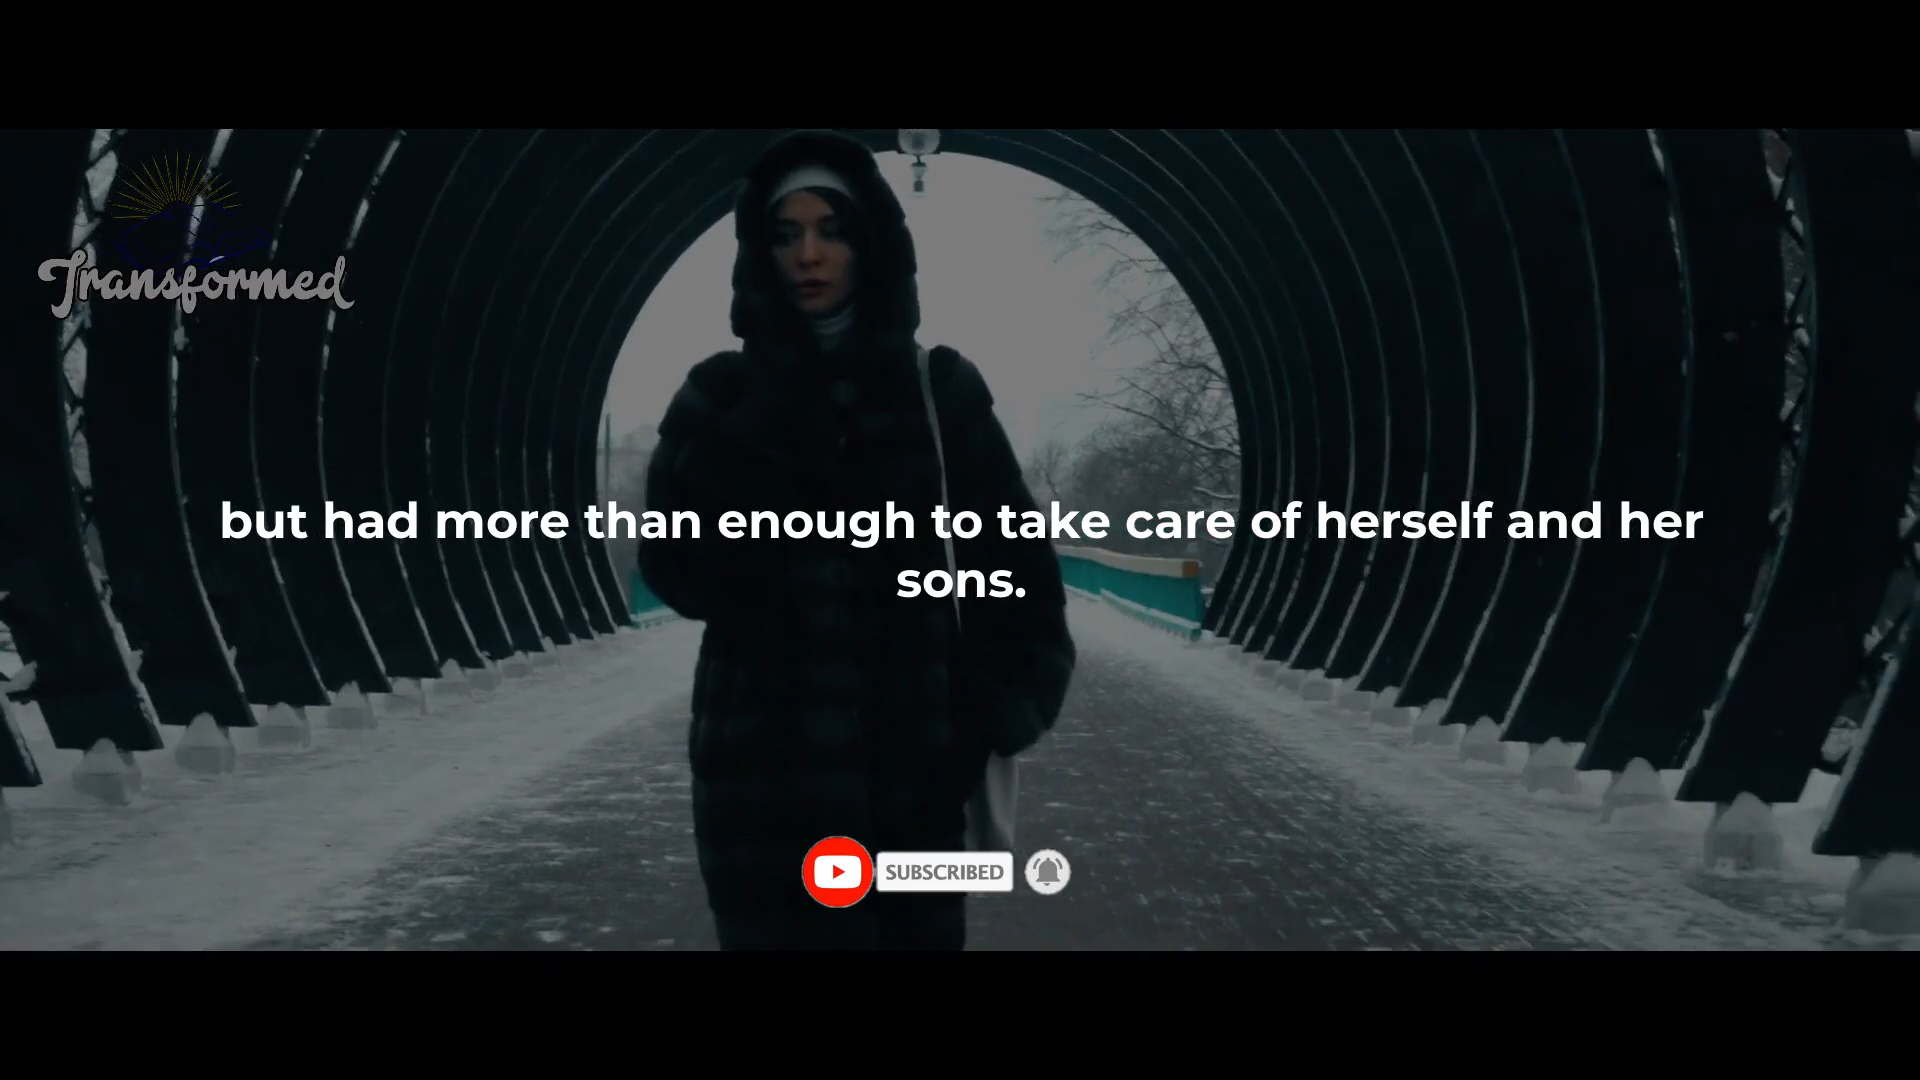 Transformed
but had more than enough to take care of herself and her
sons.
SUBSCRIBED